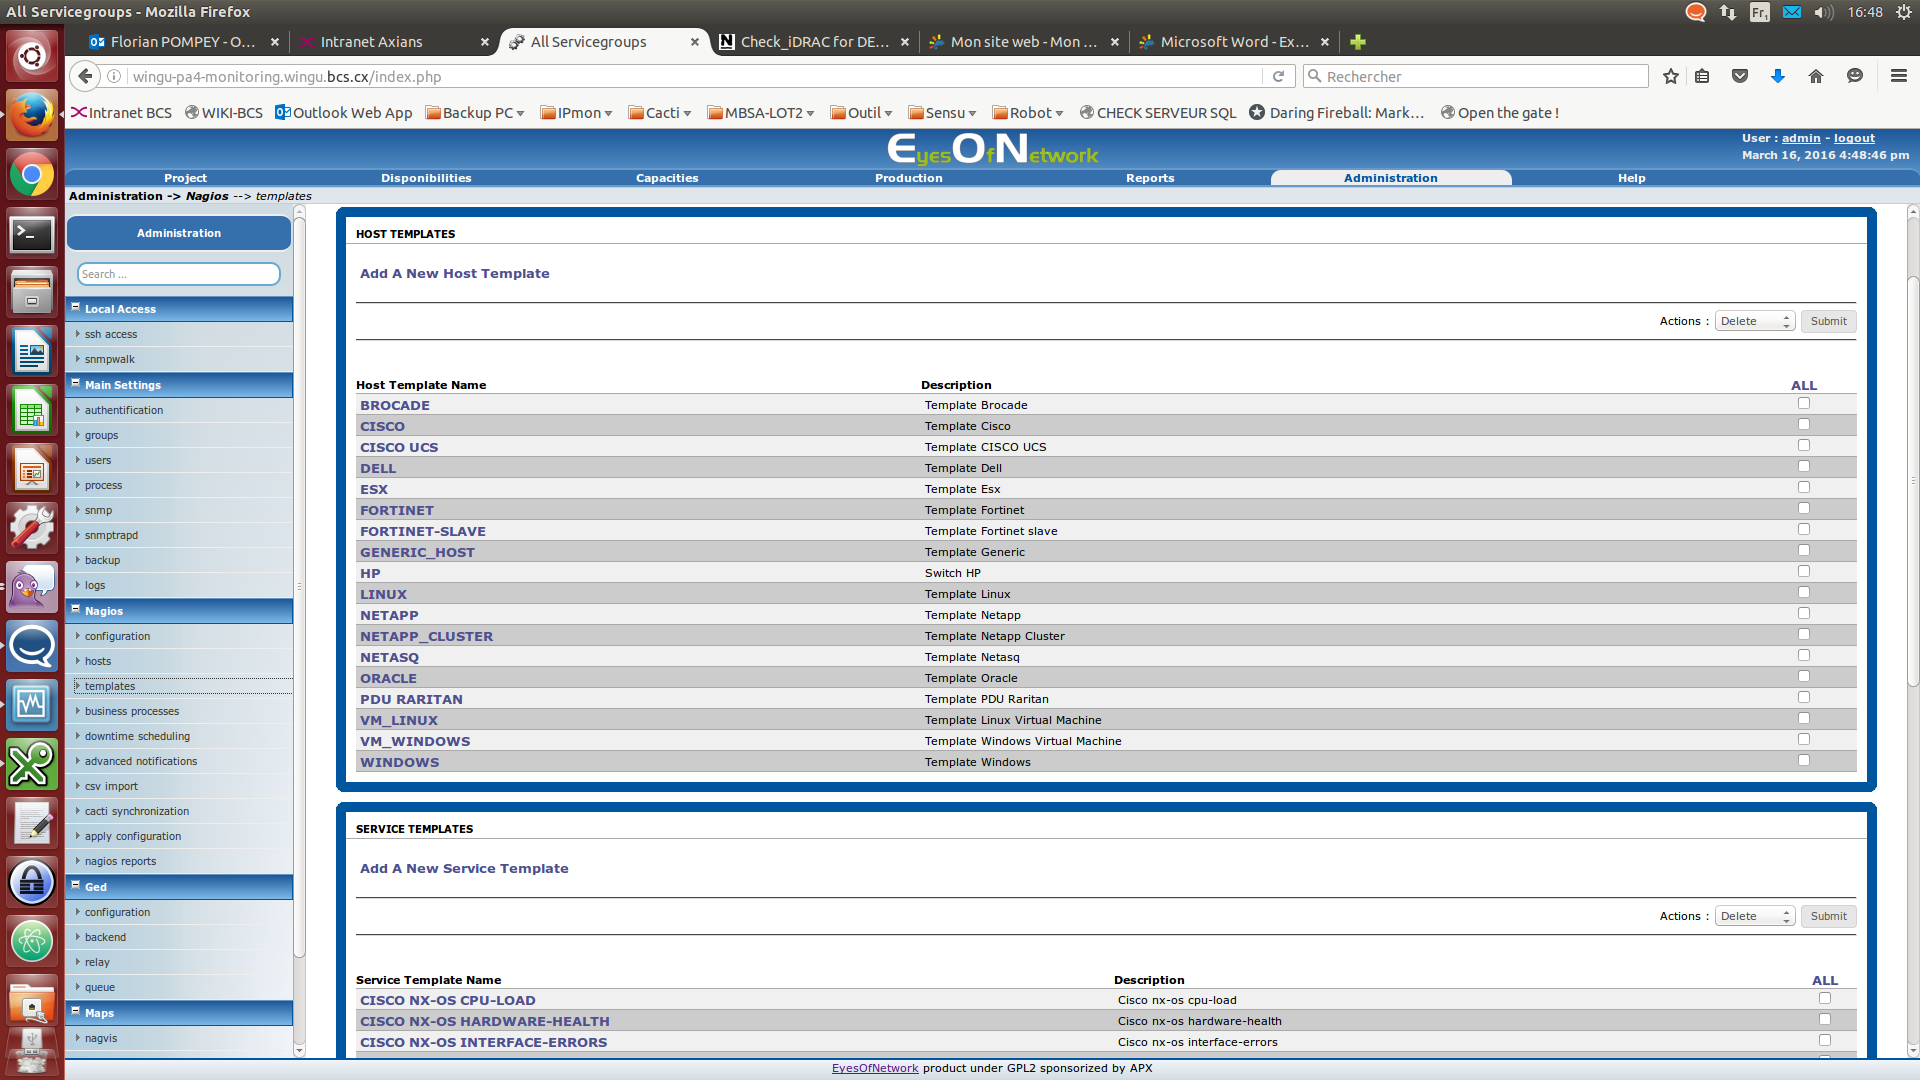 All Servicegroups - Mozilla Firefox
Fr1 16:48
Florian POMPEY - O... Intranet Axians All Servicegroups Check_iDRAC for DE... Mon site web - Mon ... Microsoft Word - Ex...
wingu-pa4-monitoring.wingu.bcs.cx/index.php Rechercher
Intranet BCS WIKI-BCS Outlook Web App Backup PC IPmon Cacti MBSA-LOT2 Outil Sensu Robot CHECK SERVEUR SQL Daring Fireball: Mark... Open the gate !
EyesOfNetwork
User : admin - logout
March 16, 2016 4:48:46 pm
Project Disponibilities Capacities Production Reports Administration Help
Administration -> Nagios --> templates
Administration
Search ...
Local Access
ssh access
snmpwalk
Main Settings
authentification
groups
users
process
snmp
snmptrapd
backup
logs
Nagios
configuration
hosts
templates
business processes
downtime scheduling
advanced notifications
csv import
cacti synchronization
apply configuration
nagios reports
Ged
configuration
backend
relay
queue
Maps
nagvis
HOST TEMPLATES
Add A New Host Template
Actions : Delete Submit
Host Template Name Description ALL
BROCADE Template Brocade
CISCO Template Cisco
CISCO UCS Template CISCO UCS
DELL Template Dell
ESX Template Esx
FORTINET Template Fortinet
FORTINET-SLAVE Template Fortinet slave
GENERIC_HOST Template Generic
HP Switch HP
LINUX Template Linux
NETAPP Template Netapp
NETAPP_CLUSTER Template Netapp Cluster
NETASQ Template Netasq
ORACLE Template Oracle
PDU RARITAN Template PDU Raritan
VM_LINUX Template Linux Virtual Machine
VM_WINDOWS Template Windows Virtual Machine
WINDOWS Template Windows
SERVICE TEMPLATES
Add A New Service Template
Actions : Delete Submit
Service Template Name Description ALL
CISCO NX-OS CPU-LOAD Cisco nx-os cpu-load
CISCO NX-OS HARDWARE-HEALTH Cisco nx-os hardware-health
CISCO NX-OS INTERFACE-ERRORS Cisco nx-os interface-errors
EyesOfNetwork product under GPL2 sponsorized by APX